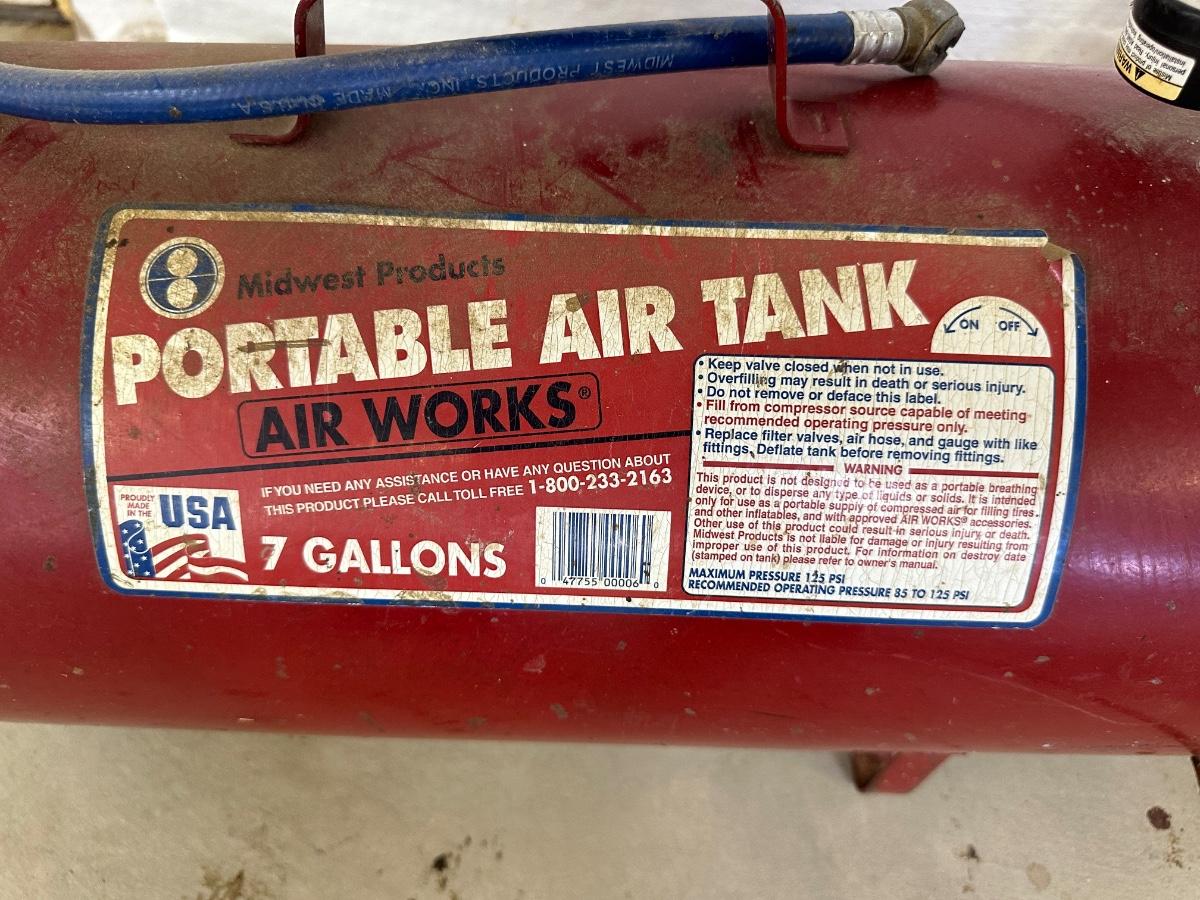 MIDWEST PRODUCTS INC. MADE U.S.A.
WARNING
personal injury. Read
installation/operating
Midwest Products
PORTABLE AIR TANK
ON OFF
AIR WORKS®
IF YOU NEED ANY ASSISTANCE OR HAVE ANY QUESTION ABOUT
THIS PRODUCT PLEASE CALL TOLL FREE 1-800-233-2163
PROUDLY
MADE
IN THE
USA
7 GALLONS
0 47755 00006 0
• Keep valve closed when not in use.
• Overfilling may result in death or serious injury.
• Do not remove or deface this label.
• Fill from compressor source capable of meeting
recommended operating pressure only.
• Replace filter valves, air hose, and gauge with like
fittings. Deflate tank before removing fittings.
WARNING
This product is not designed to be used as a portable breathing
device, or to disperse any type of liquids or solids. It is intended
only for use as a portable supply of compressed air for filling tires
and other inflatables, and with approved AIR WORKS® accessories.
Other use of this product could result in serious injury or death.
Midwest Products is not liable for damage or injury resulting from
improper use of this product. For information on destroy date
(stamped on tank) please refer to owner's manual.
MAXIMUM PRESSURE 125 PSI
RECOMMENDED OPERATING PRESSURE 85 TO 125 PSI